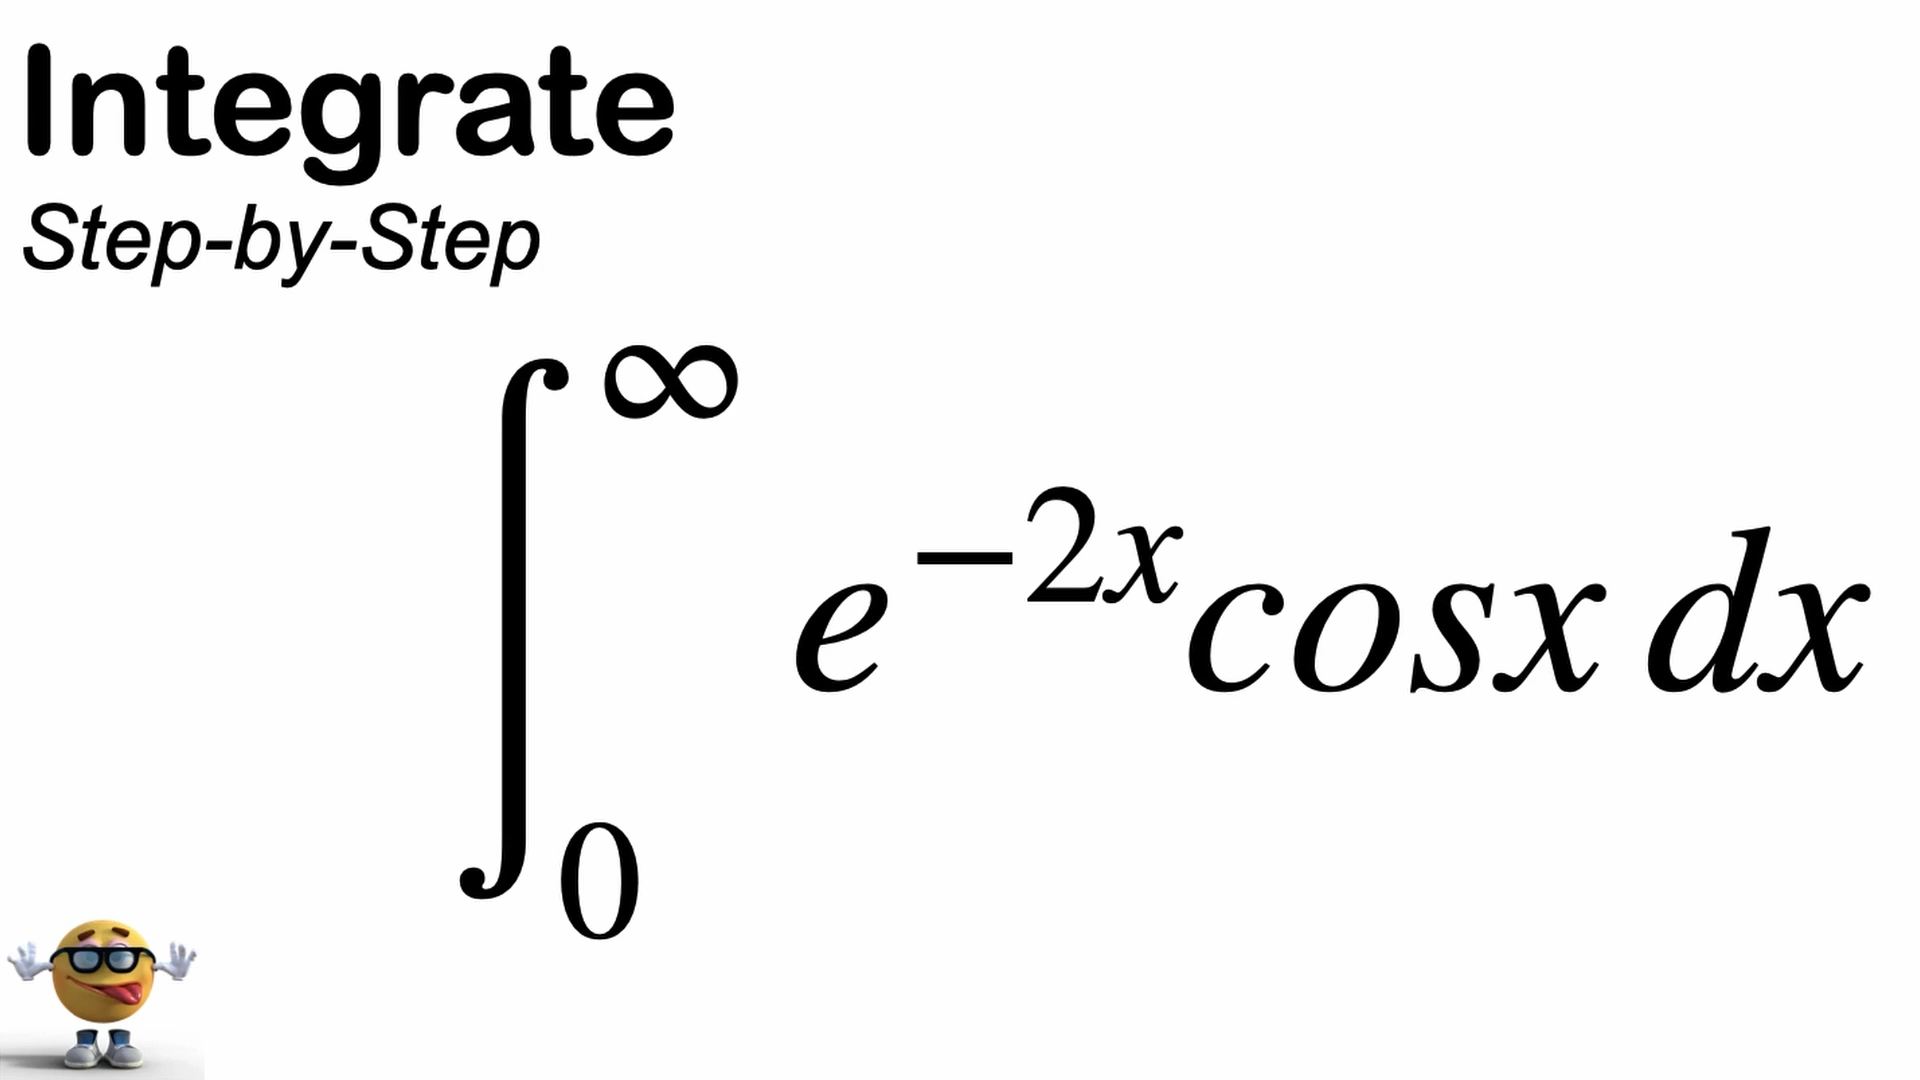 Integrate
Step-by-Step
∫₀^∞ e^{-2x}cosx dx